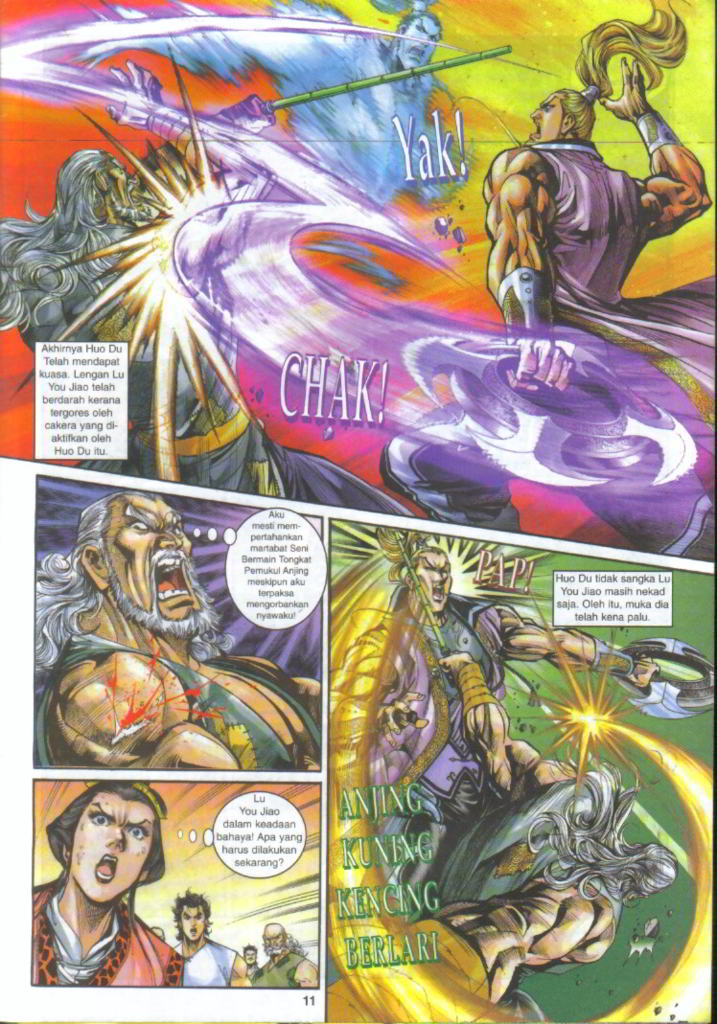 Yak!
CHAK!
Akhirnya Huo Du
Telah mendapat
kuasa. Lengan Lu
You Jiao telah
berdarah kerana
tergores oleh
cakera yang di-
aktifkan oleh
Huo Du itu.
Aku
mesti mem-
pertahankan
martabat Seni
Bermain Tongkat
Pemukul Anjing
meskipun aku
terpaksa
mengorbankan
nyawaku!
PAP!
Huo Du tidak sangka Lu
You Jiao masih nekad
saja. Oleh itu, muka dia
telah kena palu.
Lu
You Jiao
dalam keadaan
bahaya! Apa yang
harus dilakukan
sekarang?
ANJING
KUNING
KENCING
BERLARI
11